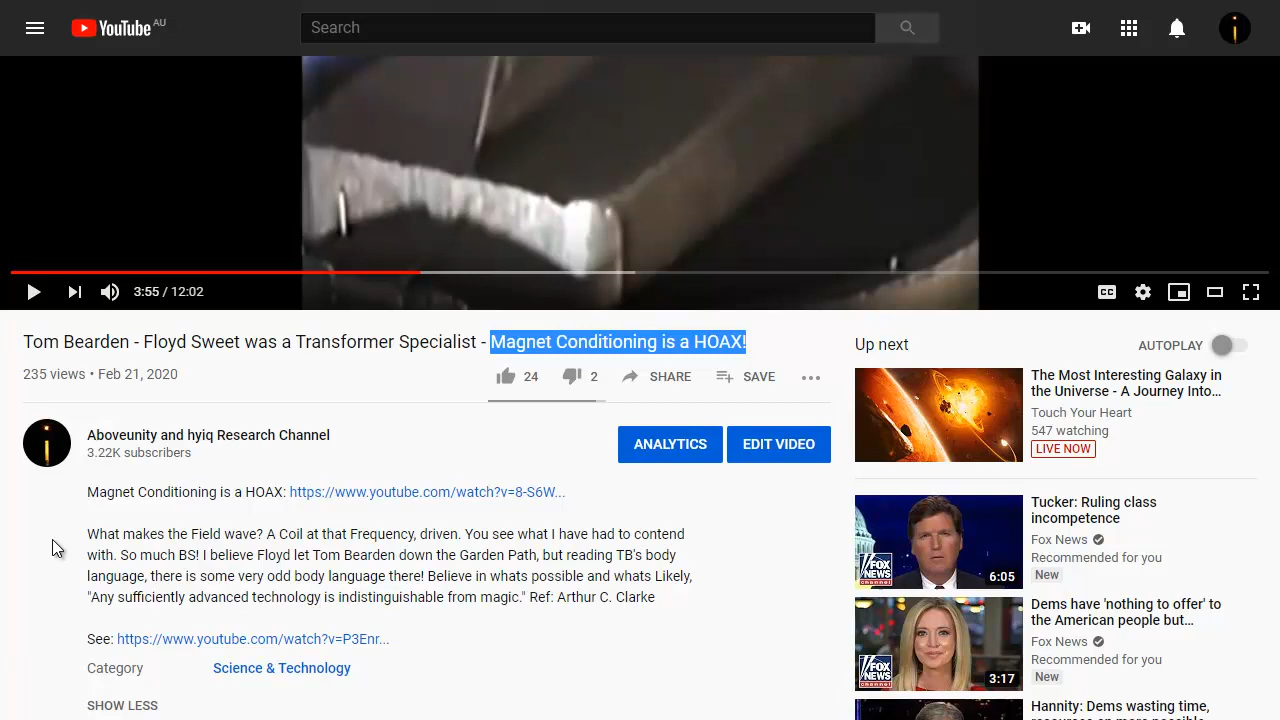 YouTube AU
Search
3:55 / 12:02
CC
Tom Bearden - Floyd Sweet was a Transformer Specialist - Magnet Conditioning is a HOAX!
235 views • Feb 21, 2020
24
2
SHARE
SAVE
Aboveunity and hyiq Research Channel
3.22K subscribers
ANALYTICS
EDIT VIDEO
Magnet Conditioning is a HOAX: https://www.youtube.com/watch?v=8-S6W...
What makes the Field wave? A Coil at that Frequency, driven. You see what I have had to contend
with. So much BS! I believe Floyd let Tom Bearden down the Garden Path, but reading TB's body
language, there is some very odd body language there! Believe in whats possible and whats Likely,
"Any sufficiently advanced technology is indistinguishable from magic." Ref: Arthur C. Clarke
See: https://www.youtube.com/watch?v=P3Enr...
Category
Science & Technology
SHOW LESS
Up next
AUTOPLAY
The Most Interesting Galaxy in
the Universe - A Journey Into...
Touch Your Heart
547 watching
LIVE NOW
Tucker: Ruling class
incompetence
Fox News
Recommended for you
New
FOX
NEWS
channel
6:05
Dems have 'nothing to offer' to
the American people but...
Fox News
Recommended for you
New
FOX
NEWS
channel
3:17
Hannity: Dems wasting time,